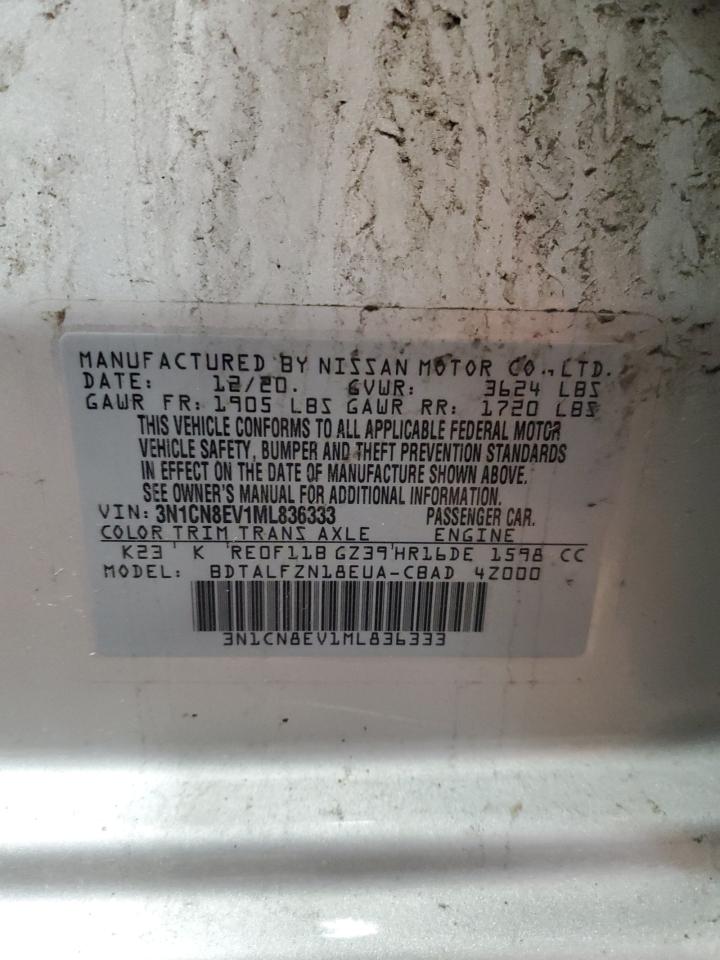 MANUFACTURED BY NISSAN MOTOR CO., LTD.
DATE: 12/20. GVWR: 3624 LBS
GAWR FR: 1905 LBS GAWR RR: 1720 LBS
THIS VEHICLE CONFORMS TO ALL APPLICABLE FEDERAL MOTOR
VEHICLE SAFETY, BUMPER AND THEFT PREVENTION STANDARDS
IN EFFECT ON THE DATE OF MANUFACTURE SHOWN ABOVE.
SEE OWNER'S MANUAL FOR ADDITIONAL INFORMATION.
VIN: 3N1CN8EV1ML836333 PASSENGER CAR.
COLOR TRIM TRANS AXLE ENGINE
K23 K RE0F11B GZ39 HR16DE 1598 CC
MODEL: BDTALFZN18EUA-CBAD 4Z000
3N1CN8EV1ML836333